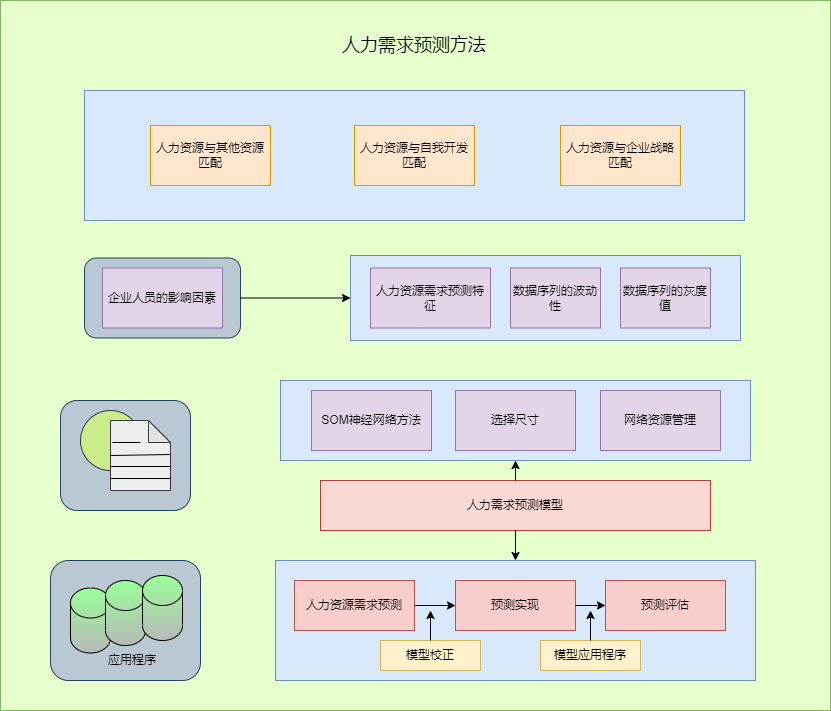 人力需求预测方法
人力资源与其他资源
匹配
人力资源与自我开发
匹配
人力资源与企业战略
匹配
企业人员的影响因素
人力资源需求预测特
征
数据序列的波动
性
数据序列的灰度
值
SOM神经网络方法
选择尺寸
网络资源管理
人力需求预测模型
人力资源需求预测
预测实现
预测评估
模型校正
模型应用程序
应用程序